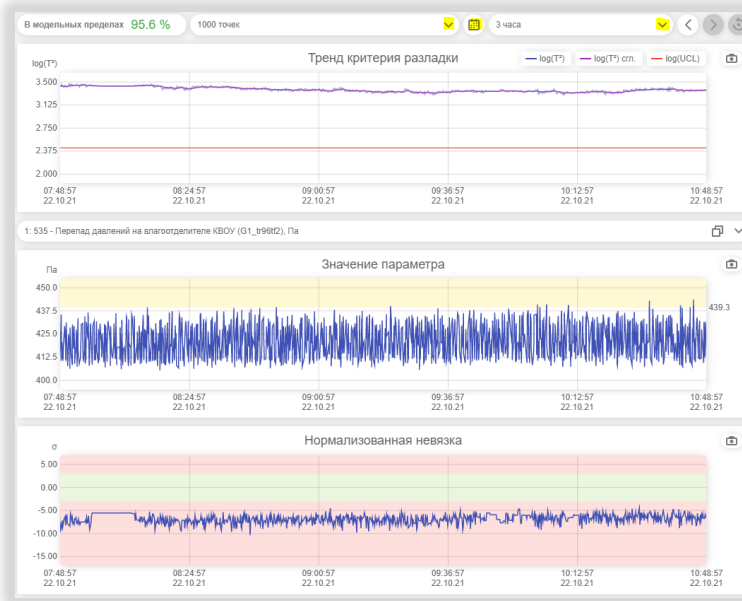 В модельных пределах 95.6 % 1000 точек 3 часа
Тренд критерия разладки
log(T²) log(T²) сгл. log(UCL)
log(T²)
3.500
3.125
2.750
2.375
2.000
07:48:57 08:24:57 09:00:57 09:36:57 10:12:57 10:48:57
22.10.21 22.10.21 22.10.21 22.10.21 22.10.21 22.10.21
1: 535 - Перепад давлений на влагоотделителе КВОУ (G1_tr96tf2), Па
Значение параметра
Па
450.0
437.5 439.3
425.0
412.5
400.0
07:48:57 08:24:57 09:00:57 09:36:57 10:12:57 10:48:57
22.10.21 22.10.21 22.10.21 22.10.21 22.10.21 22.10.21
Нормализованная невязка
σ
5.00
0.00
-5.00
-10.00
-15.00
07:48:57 08:24:57 09:00:57 09:36:57 10:12:57 10:48:57
22.10.21 22.10.21 22.10.21 22.10.21 22.10.21 22.10.21